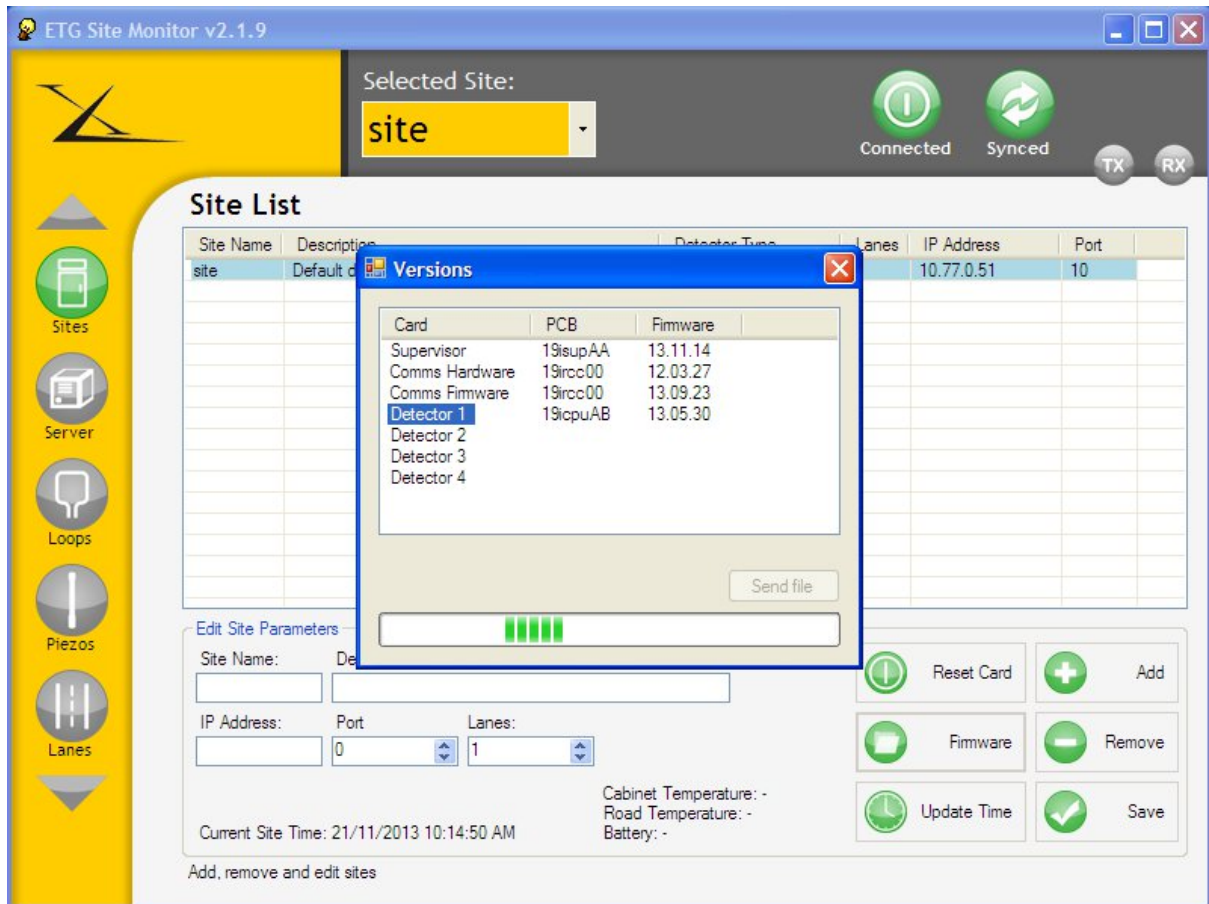 ETG Site Monitor v2.1.9
Selected Site:
site
Connected Synced
TX RX
Site List
Site Name Description Detector Type Lanes IP Address Port
site Default d 10.77.0.51 10
Sites
Server
Loops
Piezos
Lanes
Versions
Card PCB Firmware
Supervisor 19isupAA 13.11.14
Comms Hardware 19ircc00 12.03.27
Comms Firmware 19ircc00 13.09.23
Detector 1 19icpuAB 13.05.30
Detector 2
Detector 3
Detector 4
Send file
Edit Site Parameters
Site Name: De
IP Address: Port Lanes:
0 1
Cabinet Temperature: -
Road Temperature: -
Current Site Time: 21/11/2013 10:14:50 AM Battery: -
Reset Card Add
Firmware Remove
Update Time Save
Add, remove and edit sites